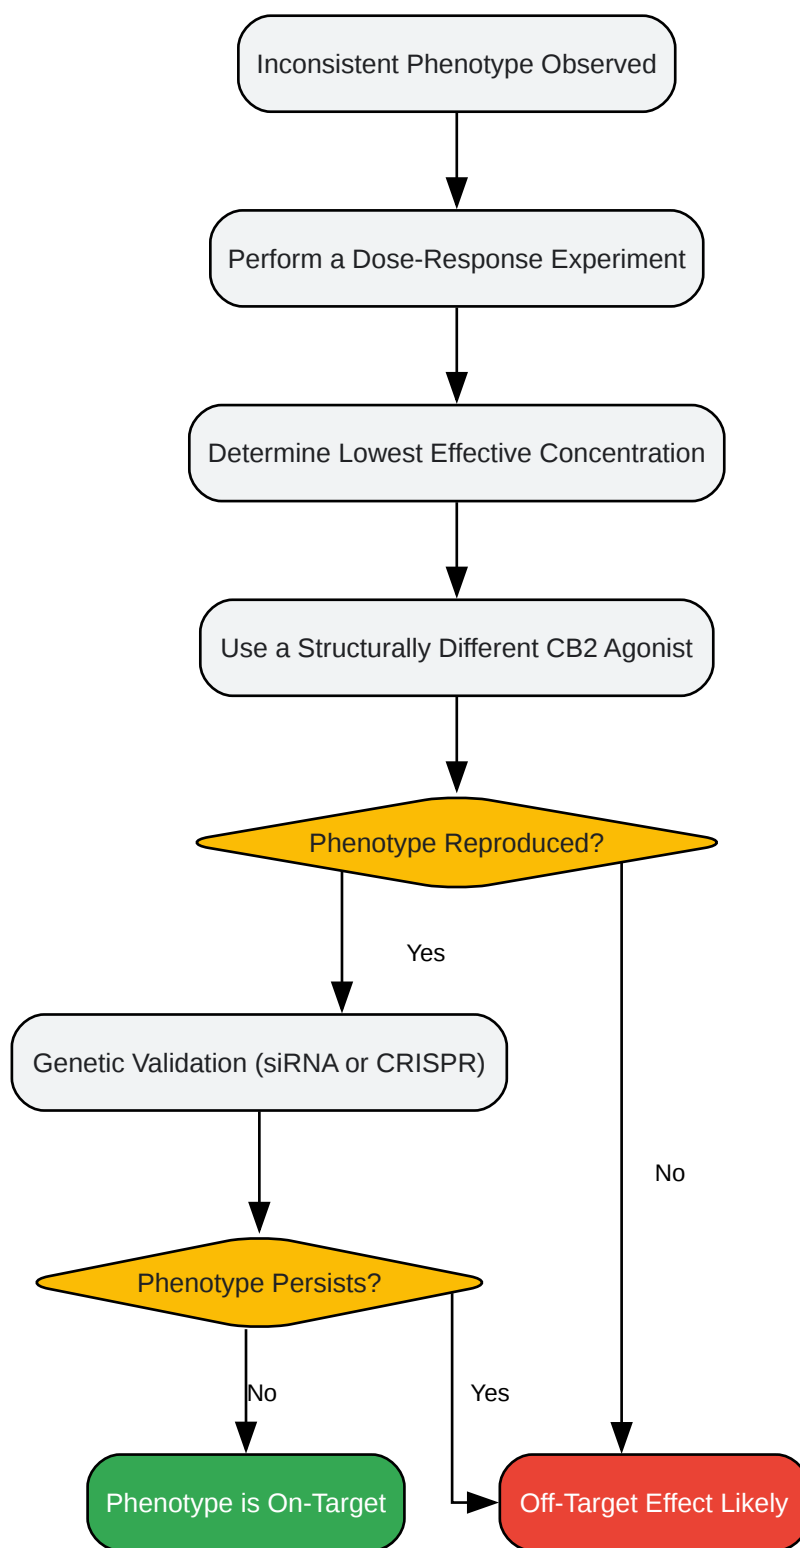 Inconsistent Phenotype Observed
Perform a Dose-Response Experiment
Determine Lowest Effective Concentration
Use a Structurally Different CB2 Agonist
Phenotype Reproduced?
Yes
Genetic Validation (siRNA or CRISPR)
No
Phenotype Persists?
No
Yes
Phenotype is On-Target
Off-Target Effect Likely